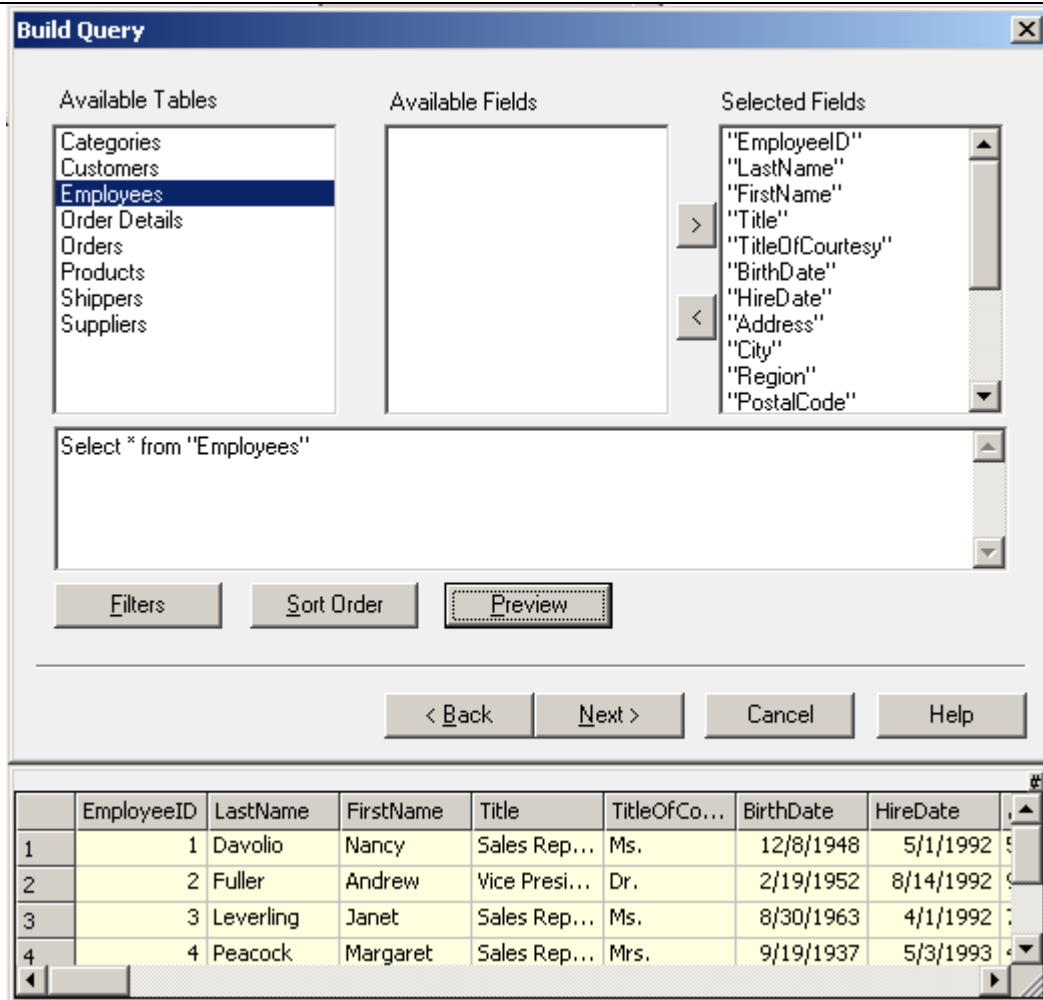 Build Query
Available Tables
Available Fields
Selected Fields
Categories
Customers
Employees
Order Details
Orders
Products
Shippers
Suppliers
>
<
"EmployeeID"
"LastName"
"FirstName"
"Title"
"TitleOfCourtesy"
"BirthDate"
"HireDate"
"Address"
"City"
"Region"
"PostalCode"
Select * from "Employees"
Filters Sort Order Preview
< Back Next > Cancel Help
EmployeeID LastName FirstName Title TitleOfCo... BirthDate HireDate
1 1 Davolio Nancy Sales Rep... Ms. 12/8/1948 5/1/1992
2 2 Fuller Andrew Vice Presi... Dr. 2/19/1952 8/14/1992
3 3 Leverling Janet Sales Rep... Ms. 8/30/1963 4/1/1992
4 4 Peacock Margaret Sales Rep... Mrs. 9/19/1937 5/3/1993